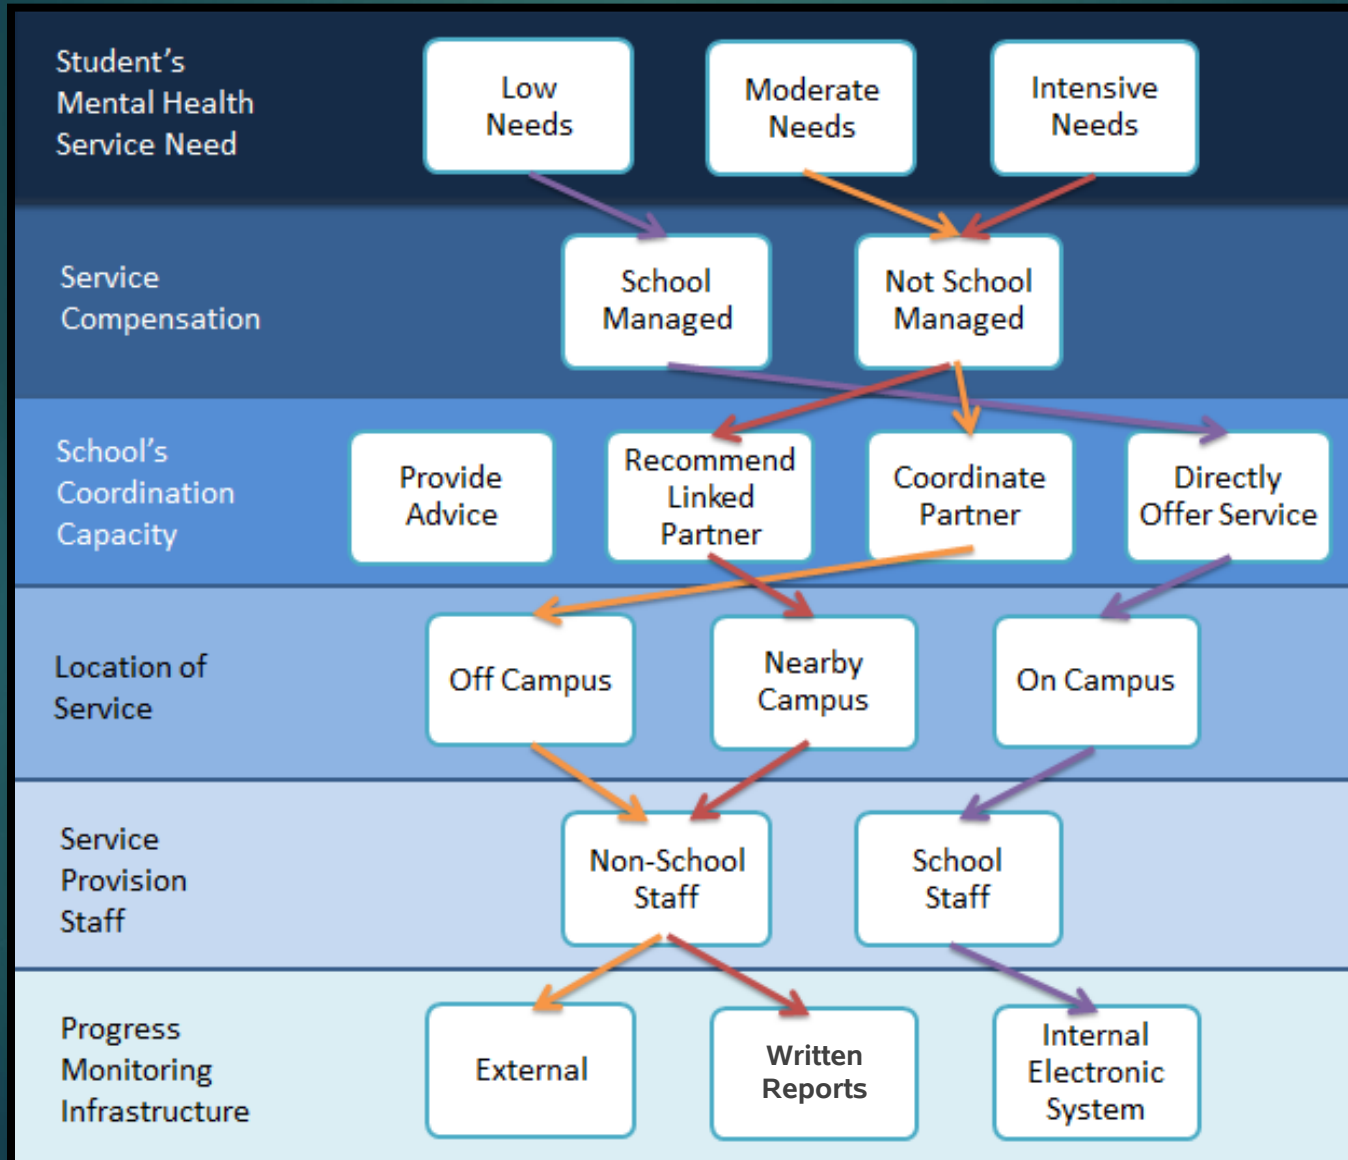 Student's
Mental Health
Service Need
Low
Needs
Moderate
Needs
Intensive
Needs
Service
Compensation
School
Managed
Not School
Managed
School's
Coordination
Capacity
Provide
Advice
Recommend
Linked
Partner
Coordinate
Partner
Directly
Offer Service
Location of
Service
Off Campus
Nearby
Campus
On Campus
Service
Provision
Staff
Non-School
Staff
School
Staff
Progress
Monitoring
Infrastructure
External
Written
Reports
Internal
Electronic
System